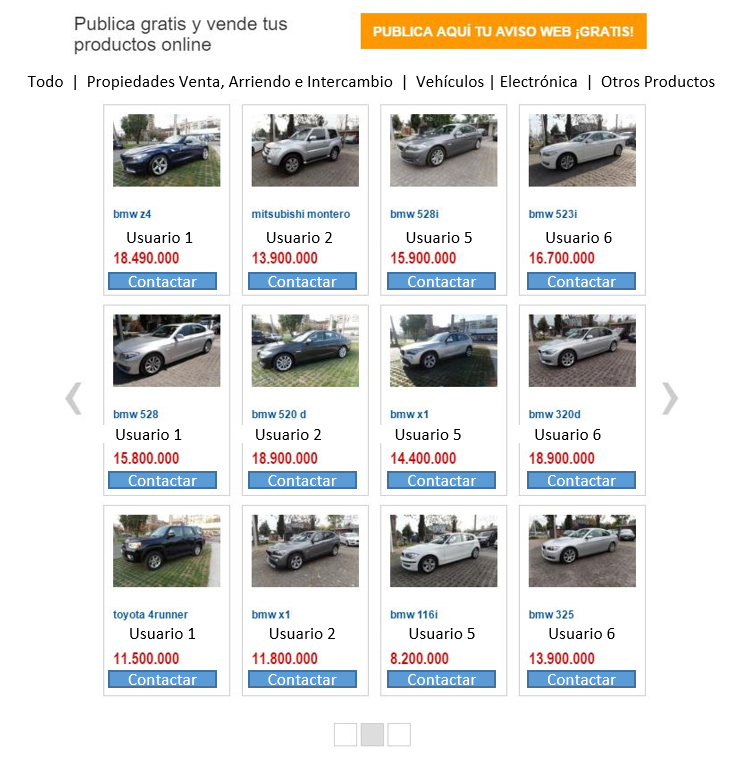 Publica gratis y vende tus
productos online
PUBLICA AQUÍ TU AVISO WEB ¡GRATIS!
Todo | Propiedades Venta, Arriendo e Intercambio | Vehículos | Electrónica | Otros Productos
bmw z4
Usuario 1
18.490.000
Contactar
mitsubishi montero
Usuario 2
13.900.000
Contactar
bmw 528i
Usuario 5
15.900.000
Contactar
bmw 523i
Usuario 6
16.700.000
Contactar
bmw 528
Usuario 1
15.800.000
Contactar
bmw 520 d
Usuario 2
18.900.000
Contactar
bmw x1
Usuario 5
14.400.000
Contactar
bmw 320d
Usuario 6
18.900.000
Contactar
toyota 4runner
Usuario 1
11.500.000
Contactar
bmw x1
Usuario 2
11.800.000
Contactar
bmw 116i
Usuario 5
8.200.000
Contactar
bmw 325
Usuario 6
13.900.000
Contactar